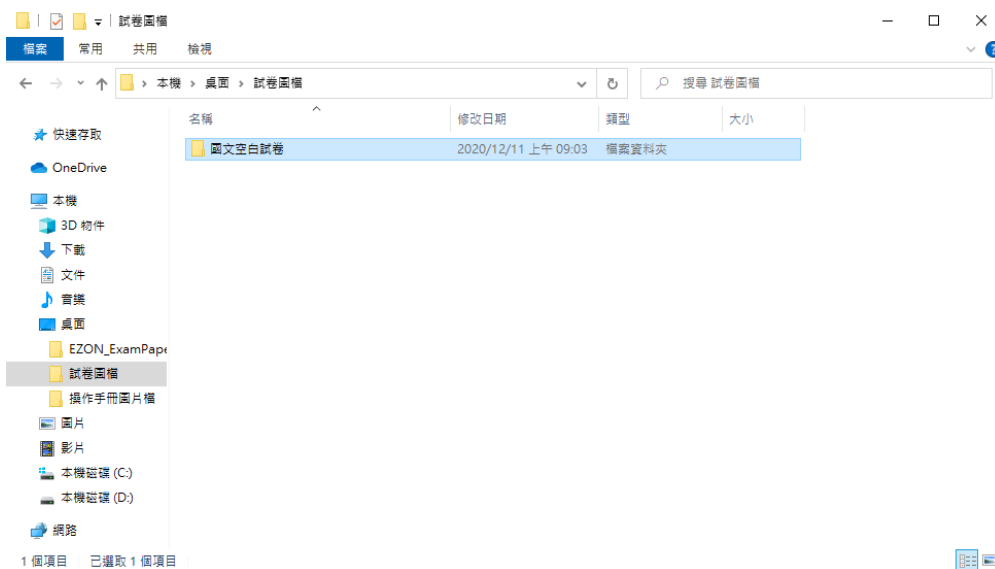 試卷圖檔
檔案 常用 共用 檢視
本機 › 桌面 › 試卷圖檔
搜尋 試卷圖檔
名稱 修改日期 類型 大小
國文空白試卷 2020/12/11 上午 09:03 檔案資料夾
快速存取
OneDrive
本機
3D 物件
下載
文件
音樂
桌面
EZON_ExamPape
試卷圖檔
操作手冊圖片檔
圖片
影片
本機磁碟 (C:)
本機磁碟 (D:)
網路
1 個項目 已選取 1 個項目